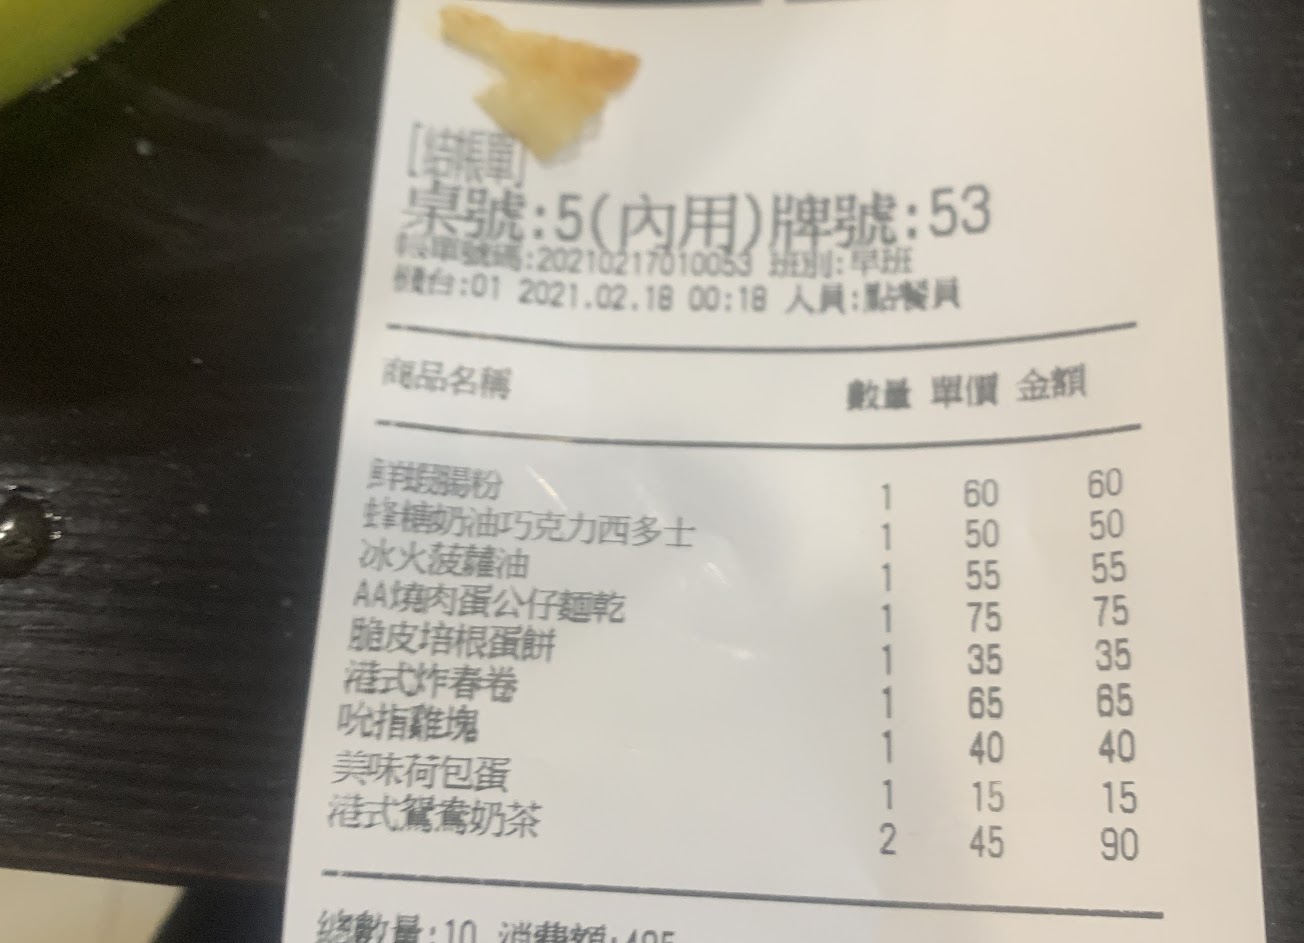 [結帳單]
桌號:5(內用)牌號:53
帳單號碼:20210217010053 班別:早班
機台:01 2021.02.18 00:18 人員:點餐員
商品名稱 數量 單價 金額
鮮蝦腸粉 1 60 60
蜂糖奶油巧克力西多士 1 50 50
冰火菠蘿油 1 55 55
AA燒肉蛋公仔麵乾 1 75 75
脆皮培根蛋餅 1 35 35
港式炸春卷 1 65 65
吮指雞塊 1 40 40
美味荷包蛋 1 15 15
港式鴛鴦奶茶 2 45 90
總數量:10 消費額:485